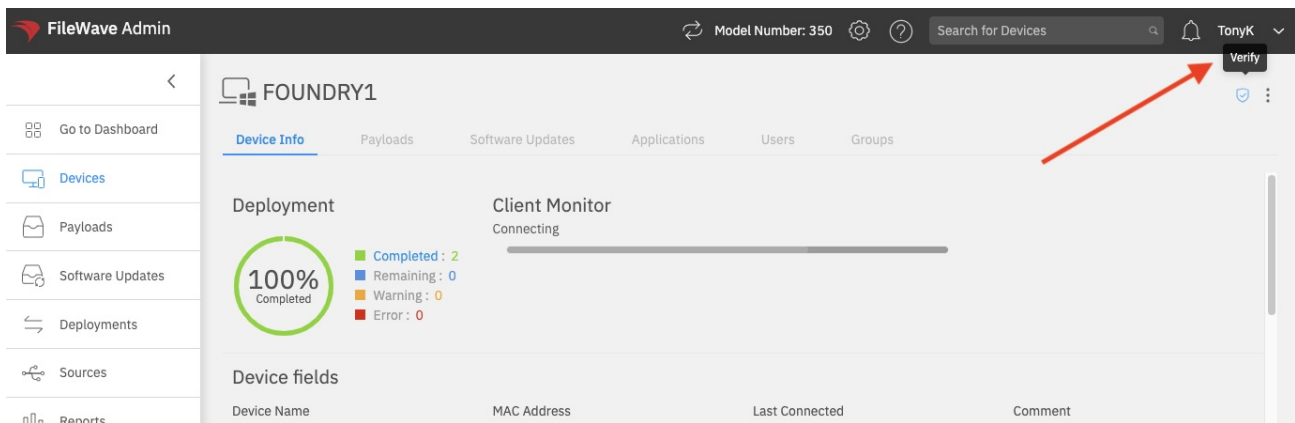 FileWave Admin
Model Number: 350
Search for Devices
TonyK
Verify
FOUNDRY1
Go to Dashboard
Devices
Payloads
Software Updates
Deployments
Sources
Reports
Device Info Payloads Software Updates Applications Users Groups
Deployment
100%
Completed
Completed : 2
Remaining : 0
Warning : 0
Error : 0
Client Monitor
Connecting
Device fields
Device Name MAC Address Last Connected Comment